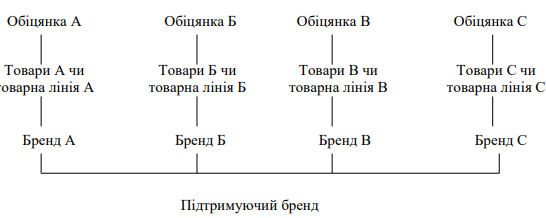 Обіцянка А Обіцянка Б Обіцянка В Обіцянка С
Товари А чи Товари Б чи Товари В чи Товари С чи
товарна лінія А товарна лінія Б товарна лінія В товарна лінія С
Бренд А Бренд Б Бренд В Бренд С
Підтримуючий бренд